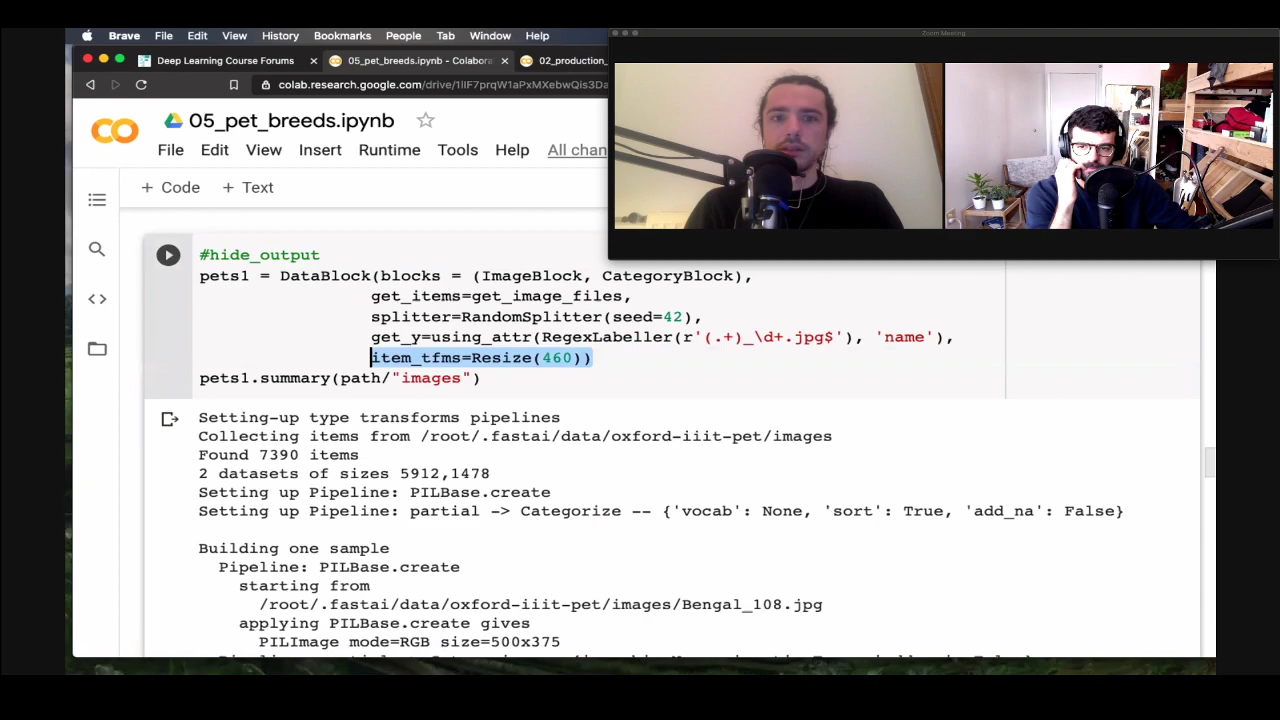 Brave File Edit View History Bookmarks People Tab Window Help
Zoom Meeting
Deep Learning Course Forums × 05_pet_breeds.ipynb - Colabora × 02_production_
colab.research.google.com/drive/1IIF7prqW1aPxMXebwQis3Da
05_pet_breeds.ipynb
File Edit View Insert Runtime Tools Help All chan
+ Code + Text
#hide_output
pets1 = DataBlock(blocks = (ImageBlock, CategoryBlock),
get_items=get_image_files,
splitter=RandomSplitter(seed=42),
get_y=using_attr(RegexLabeller(r'(.+)_\d+.jpg$'), 'name'),
item_tfms=Resize(460))
pets1.summary(path/"images")
Setting-up type transforms pipelines
Collecting items from /root/.fastai/data/oxford-iiit-pet/images
Found 7390 items
2 datasets of sizes 5912,1478
Setting up Pipeline: PILBase.create
Setting up Pipeline: partial -> Categorize -- {'vocab': None, 'sort': True, 'add_na': False}
Building one sample
Pipeline: PILBase.create
starting from
/root/.fastai/data/oxford-iiit-pet/images/Bengal_108.jpg
applying PILBase.create gives
PILImage mode=RGB size=500x375